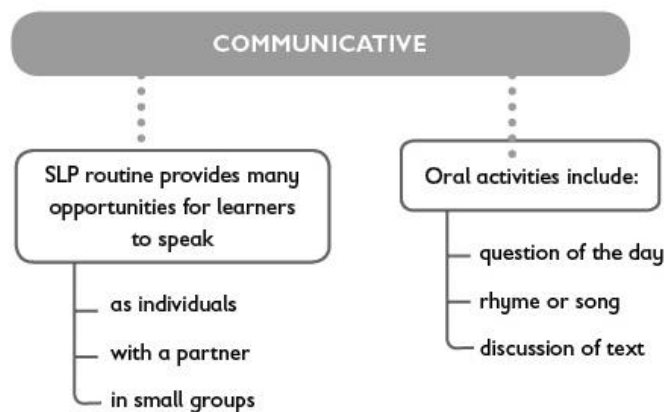 COMMUNICATIVE
SLP routine provides many
opportunities for learners
to speak
as individuals
with a partner
in small groups
Oral activities include:
question of the day
rhyme or song
discussion of text